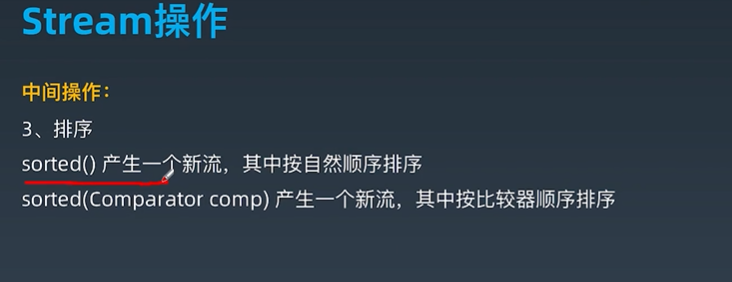 Stream操作
中间操作：
3、排序
sorted() 产生一个新流，其中按自然顺序排序
sorted(Comparator comp) 产生一个新流，其中按比较器顺序排序